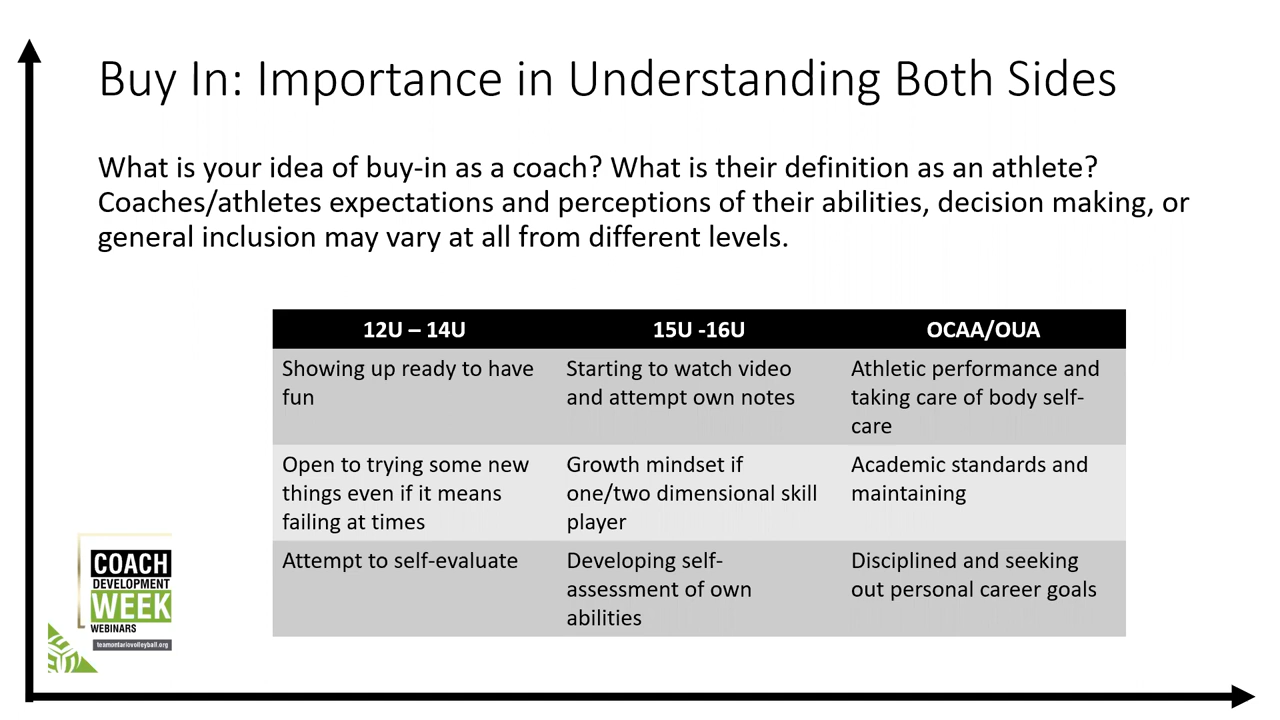 Buy In: Importance in Understanding Both Sides
What is your idea of buy-in as a coach? What is their definition as an athlete?
Coaches/athletes expectations and perceptions of their abilities, decision making, or
general inclusion may vary at all from different levels.
12U – 14U
15U -16U
OCAA/OUA
Showing up ready to have
fun
Starting to watch video
and attempt own notes
Athletic performance and
taking care of body self-
care
Open to trying some new
things even if it means
failing at times
Growth mindset if
one/two dimensional skill
player
Academic standards and
maintaining
Attempt to self-evaluate
Developing self-
assessment of own
abilities
Disciplined and seeking
out personal career goals
COACH
DEVELOPMENT
WEEK
WEBINARS
teamontariovolleyball.org